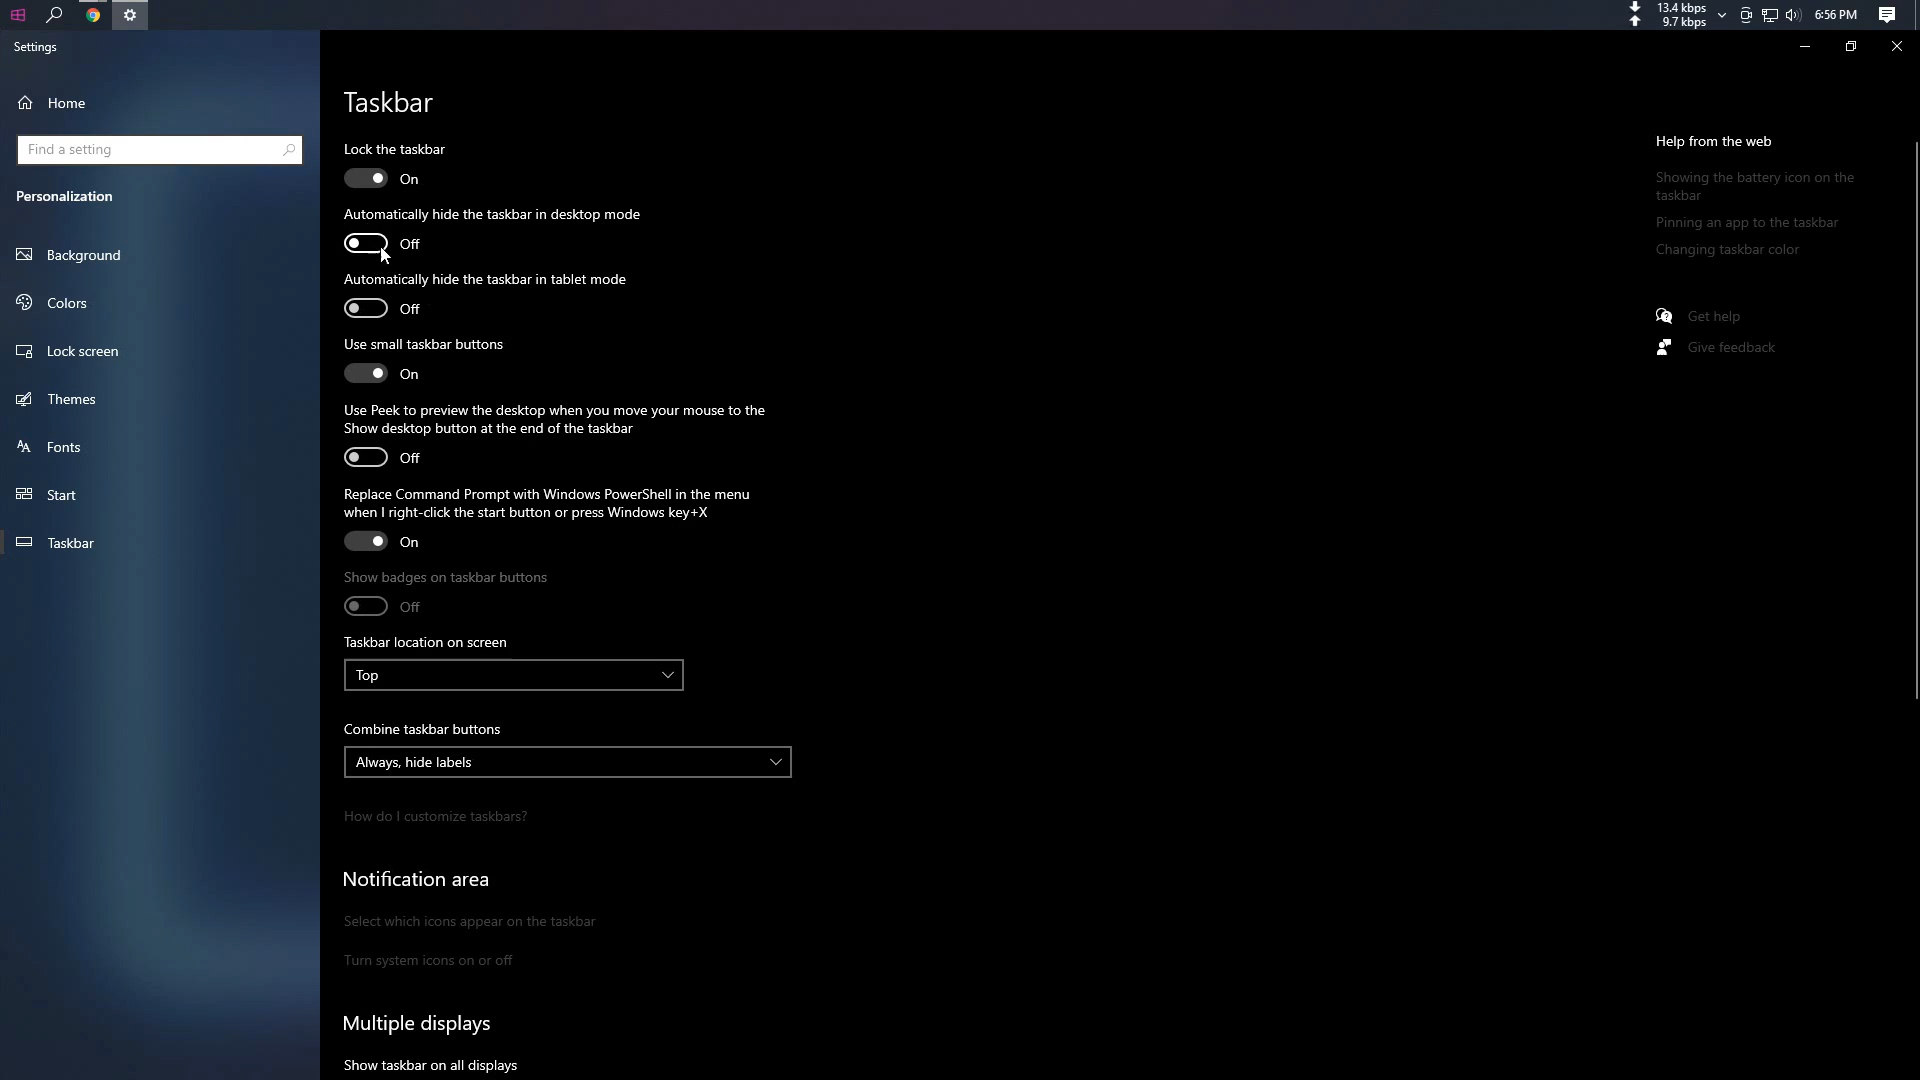 13.4 kbps
9.7 kbps
6:56 PM
Settings
Home
Find a setting
Personalization
Background
Colors
Lock screen
Themes
Fonts
Start
Taskbar
Taskbar
Lock the taskbar
On
Automatically hide the taskbar in desktop mode
Off
Automatically hide the taskbar in tablet mode
Off
Use small taskbar buttons
On
Use Peek to preview the desktop when you move your mouse to the
Show desktop button at the end of the taskbar
Off
Replace Command Prompt with Windows PowerShell in the menu
when I right-click the start button or press Windows key+X
On
Show badges on taskbar buttons
Off
Taskbar location on screen
Top
Combine taskbar buttons
Always, hide labels
How do I customize taskbars?
Notification area
Select which icons appear on the taskbar
Turn system icons on or off
Multiple displays
Show taskbar on all displays
Help from the web
Showing the battery icon on the
taskbar
Pinning an app to the taskbar
Changing taskbar color
Get help
Give feedback